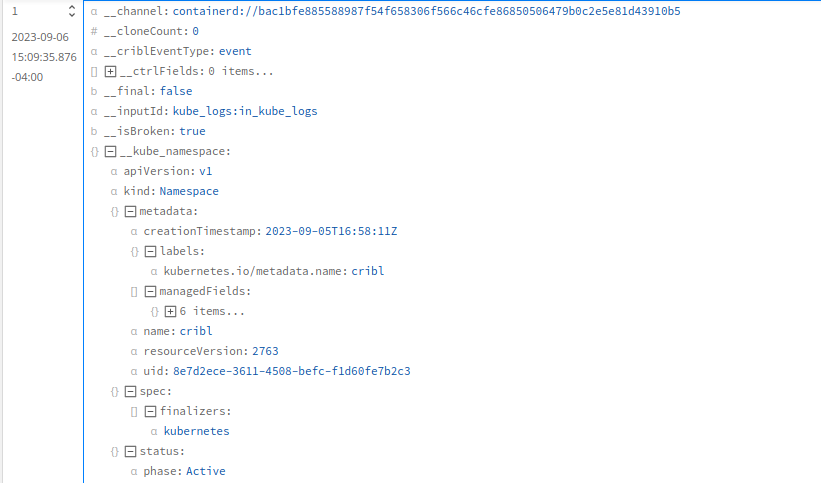 1
2023-09-06
15:09:35.876
-04:00
α __channel: containerd://bac1bfe885588987f54f658306f566c46cfe86850506479b0c2e5e81d43910b5
# __cloneCount: 0
α __criblEventType: event
[] + __ctrlFields: 0 items...
b __final: false
α __inputId: kube_logs:in_kube_logs
b __isBroken: true
{} − __kube_namespace:
α apiVersion: v1
α kind: Namespace
{} − metadata:
α creationTimestamp: 2023-09-05T16:58:11Z
{} − labels:
α kubernetes.io/metadata.name: cribl
[] − managedFields:
{} + 6 items...
α name: cribl
α resourceVersion: 2763
α uid: 8e7d2ece-3611-4508-befc-f1d60fe7b2c3
{} − spec:
[] − finalizers:
α kubernetes
{} − status:
α phase: Active